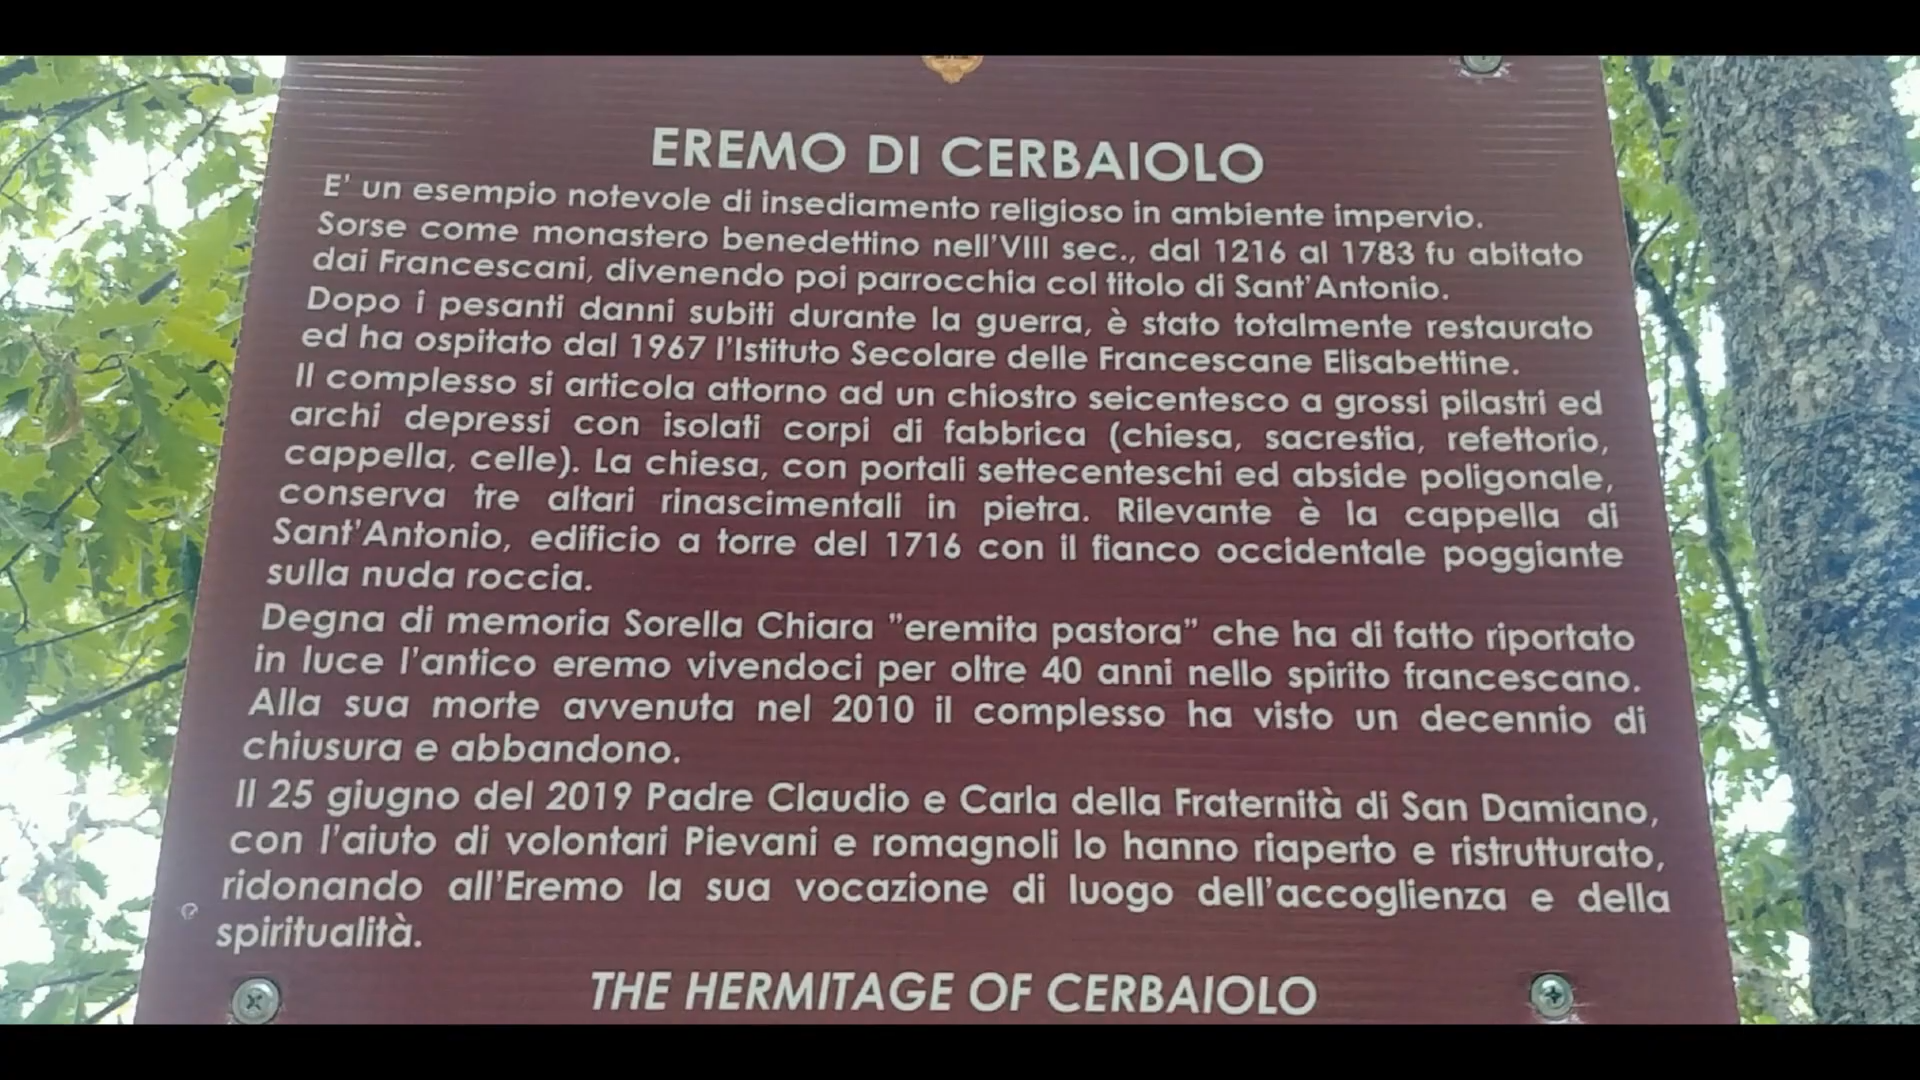 EREMO DI CERBAIOLO
E' un esempio notevole di insediamento religioso in ambiente impervio.
Sorse come monastero benedettino nell'VIII sec., dal 1216 al 1783 fu abitato
dai Francescani, divenendo poi parrocchia col titolo di Sant'Antonio.
Dopo i pesanti danni subiti durante la guerra, è stato totalmente restaurato
ed ha ospitato dal 1967 l'Istituto Secolare delle Francescane Elisabettine.
Il complesso si articola attorno ad un chiostro seicentesco a grossi pilastri ed
archi depressi con isolati corpi di fabbrica (chiesa, sacrestia, refettorio,
cappella, celle). La chiesa, con portali settecenteschi ed abside poligonale,
conserva tre altari rinascimentali in pietra. Rilevante è la cappella di
Sant'Antonio, edificio a torre del 1716 con il fianco occidentale poggiante
sulla nuda roccia.
Degna di memoria Sorella Chiara "eremita pastora" che ha di fatto riportato
in luce l'antico eremo vivendoci per oltre 40 anni nello spirito francescano.
Alla sua morte avvenuta nel 2010 il complesso ha visto un decennio di
chiusura e abbandono.
Il 25 giugno del 2019 Padre Claudio e Carla della Fraternità di San Damiano,
con l'aiuto di volontari Pievani e romagnoli lo hanno riaperto e ristrutturato,
ridonando all'Eremo la sua vocazione di luogo dell'accoglienza e della
spiritualità.
THE HERMITAGE OF CERBAIOLO